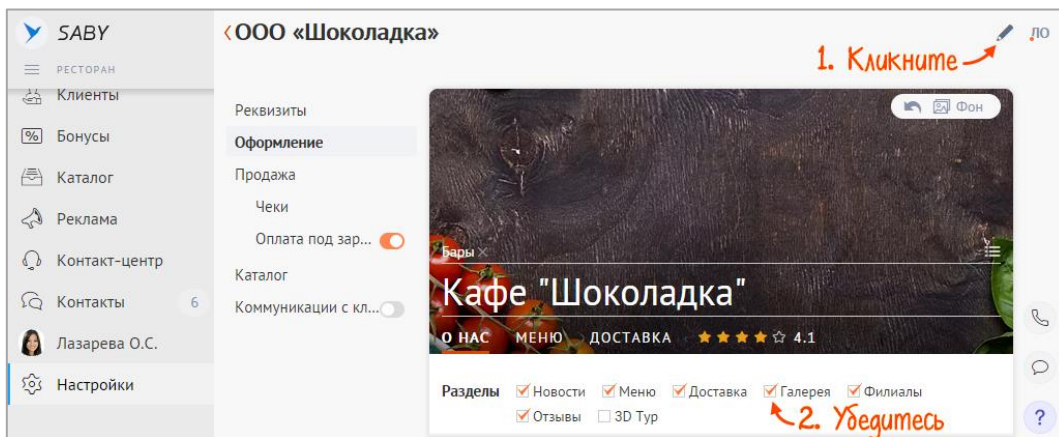 SABY
РЕСТОРАН
Клиенты
Бонусы
Каталог
Реклама
Контакт-центр
Контакты 6
Лазарева О.С.
Настройки
ООО «Шоколадка»
ЛО
1. Кликните
Реквизиты
Оформление
Продажа
Чеки
Оплата под зар...
Каталог
Коммуникации с кл...
Фон
Бары
Кафе "Шоколадка"
О НАС МЕНЮ ДОСТАВКА 4.1
Разделы Новости Меню Доставка Галерея Филиалы
Отзывы 3D Тур
2. Убедитесь
?